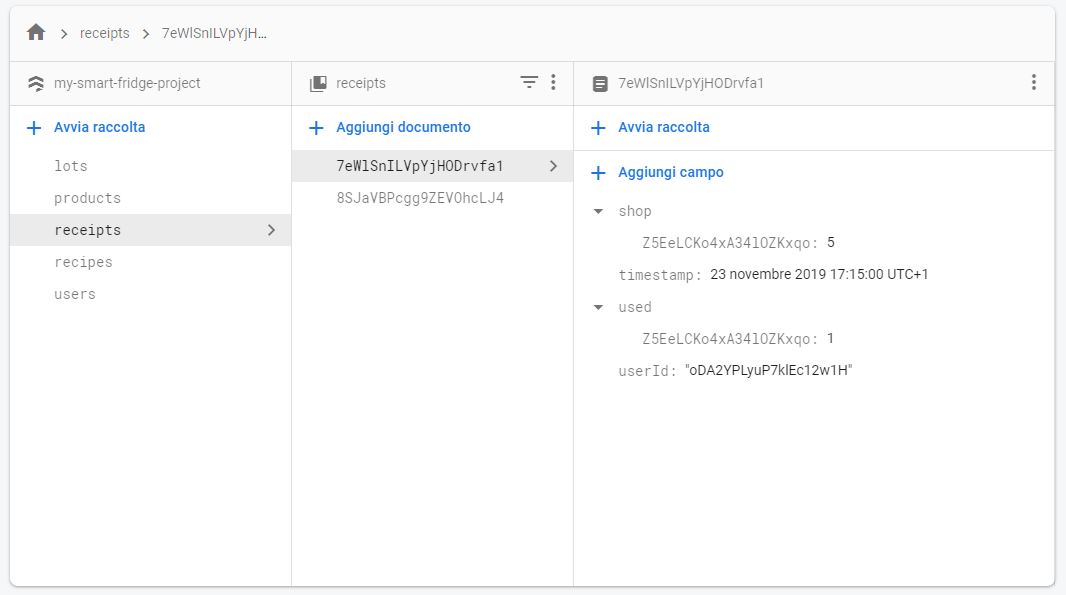 receipts 7eWlSnILVpYjH...
my-smart-fridge-project
Avvia raccolta
lots
products
receipts
recipes
users
receipts
Aggiungi documento
7eWlSnILVpYjHODrvfa1
8SJaVBPcgg9ZEVOhcLJ4
7eWlSnILVpYjHODrvfa1
Avvia raccolta
Aggiungi campo
shop
Z5EeLCKo4xA34lOZKxqo: 5
timestamp: 23 novembre 2019 17:15:00 UTC+1
used
Z5EeLCKo4xA34lOZKxqo: 1
userId: "oDA2YPLyuP7klEc12w1H"